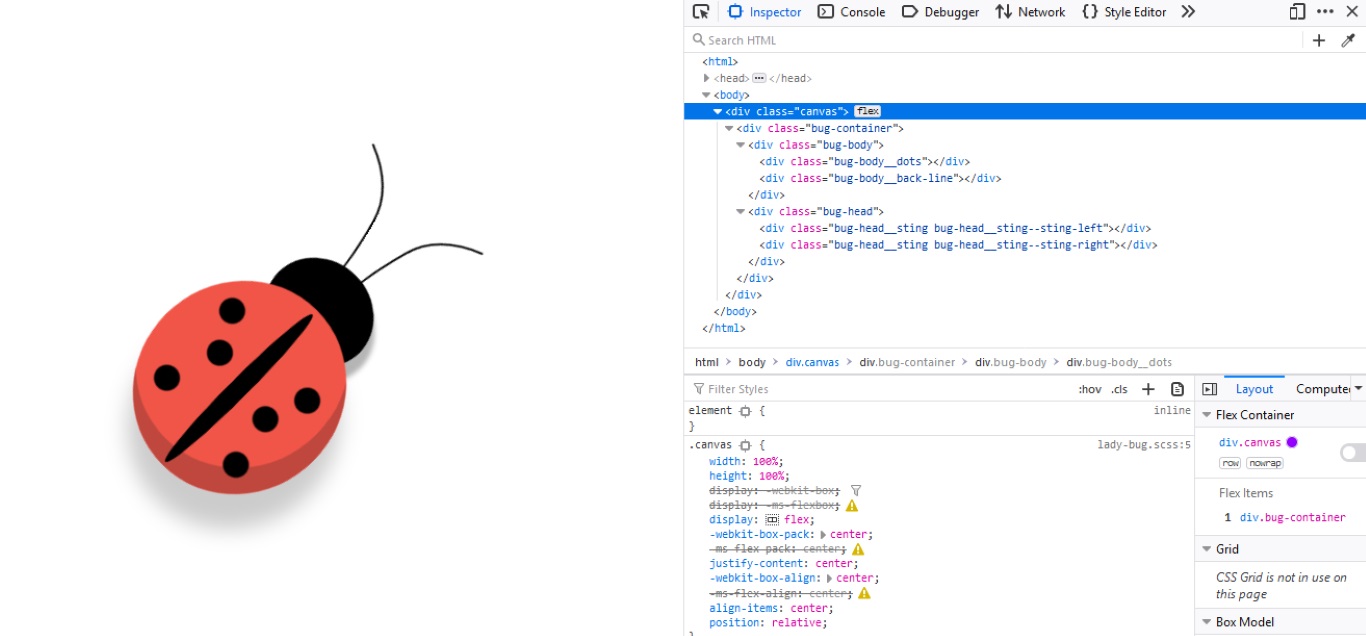 Inspector Console Debugger Network Style Editor
Search HTML
<html>
<head> </head>
<body>
<div class="canvas"> flex
<div class="bug-container">
<div class="bug-body">
<div class="bug-body__dots"></div>
<div class="bug-body__back-line"></div>
</div>
<div class="bug-head">
<div class="bug-head__sting bug-head__sting--sting-left"></div>
<div class="bug-head__sting bug-head__sting--sting-right"></div>
</div>
</div>
</div>
</body>
</html>
html > body > div.canvas > div.bug-container > div.bug-body > div.bug-body__dots
Filter Styles :hov .cls +
element { inline
}
.canvas { lady-bug.scss:5
width: 100%;
height: 100%;
display: -webkit-box;
display: -ms-flexbox;
display: flex;
-webkit-box-pack: center;
-ms-flex-pack: center;
justify-content: center;
-webkit-box-align: center;
-ms-flex-align: center;
align-items: center;
position: relative;
}
Layout Compute
Flex Container
div.canvas
row nowrap
Flex Items
1 div.bug-container
Grid
CSS Grid is not in use on
this page
Box Model